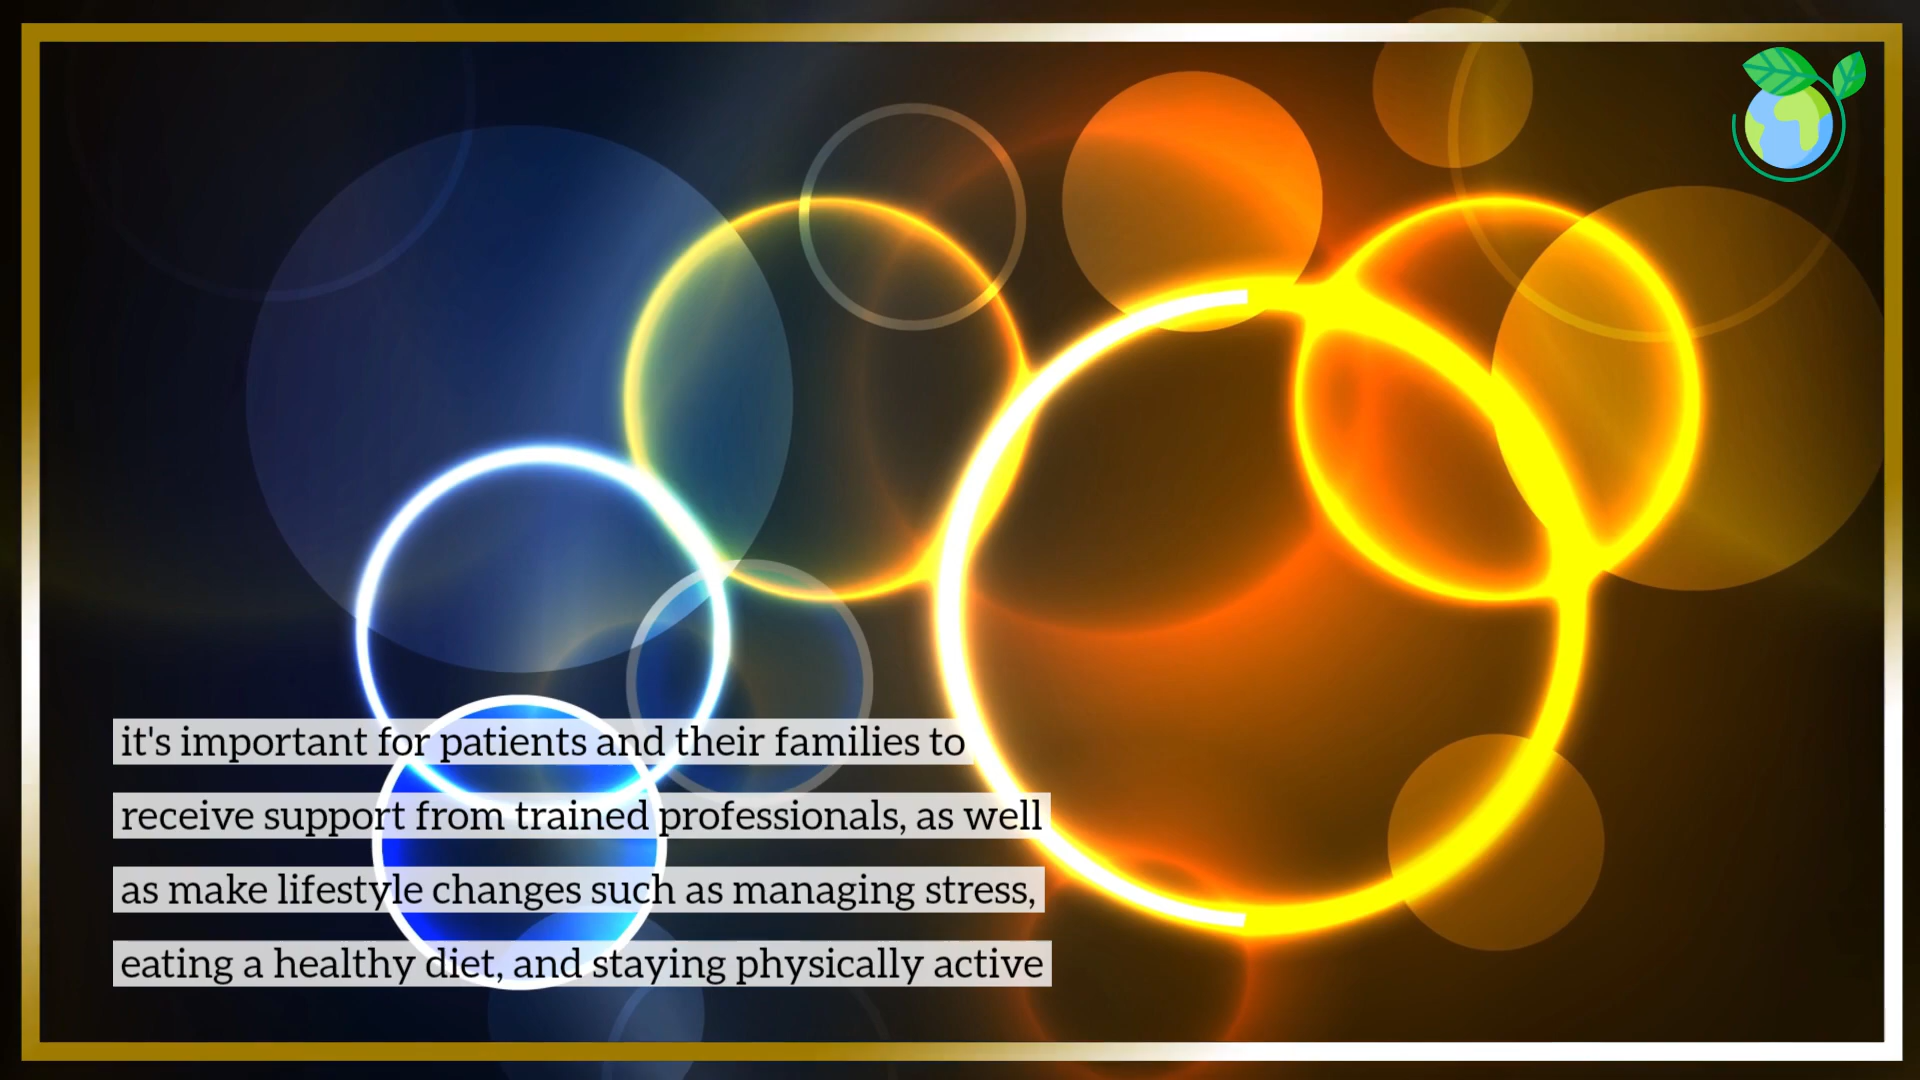 it's important for patients and their families to
receive support from trained professionals, as well
as make lifestyle changes such as managing stress,
eating a healthy diet, and staying physically active